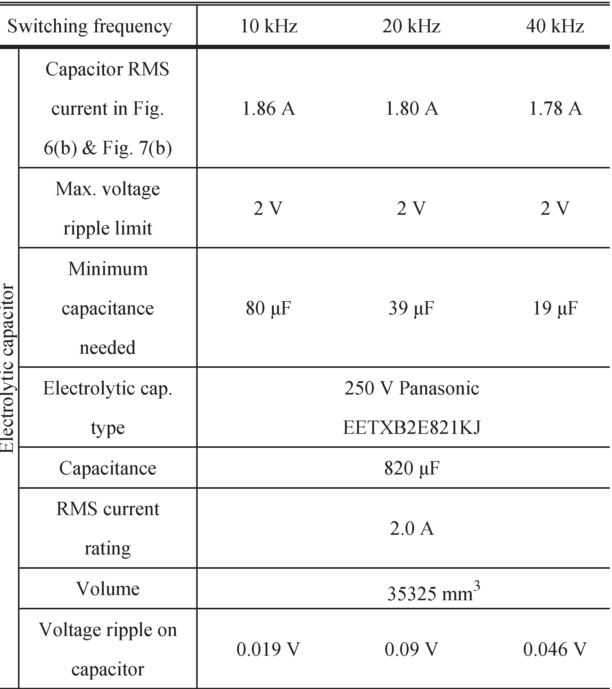 Switching frequency 10 kHz 20 kHz 40 kHz
Electrolytic capacitor
Capacitor RMS
current in Fig. 1.86 A 1.80 A 1.78 A
6(b) & Fig. 7(b)
Max. voltage
ripple limit 2 V 2 V 2 V
Minimum
capacitance 80 μF 39 μF 19 μF
needed
Electrolytic cap. 250 V Panasonic
type EETXB2E821KJ
Capacitance 820 μF
RMS current
rating 2.0 A
Volume 35325 mm³
Voltage ripple on
capacitor 0.019 V 0.09 V 0.046 V